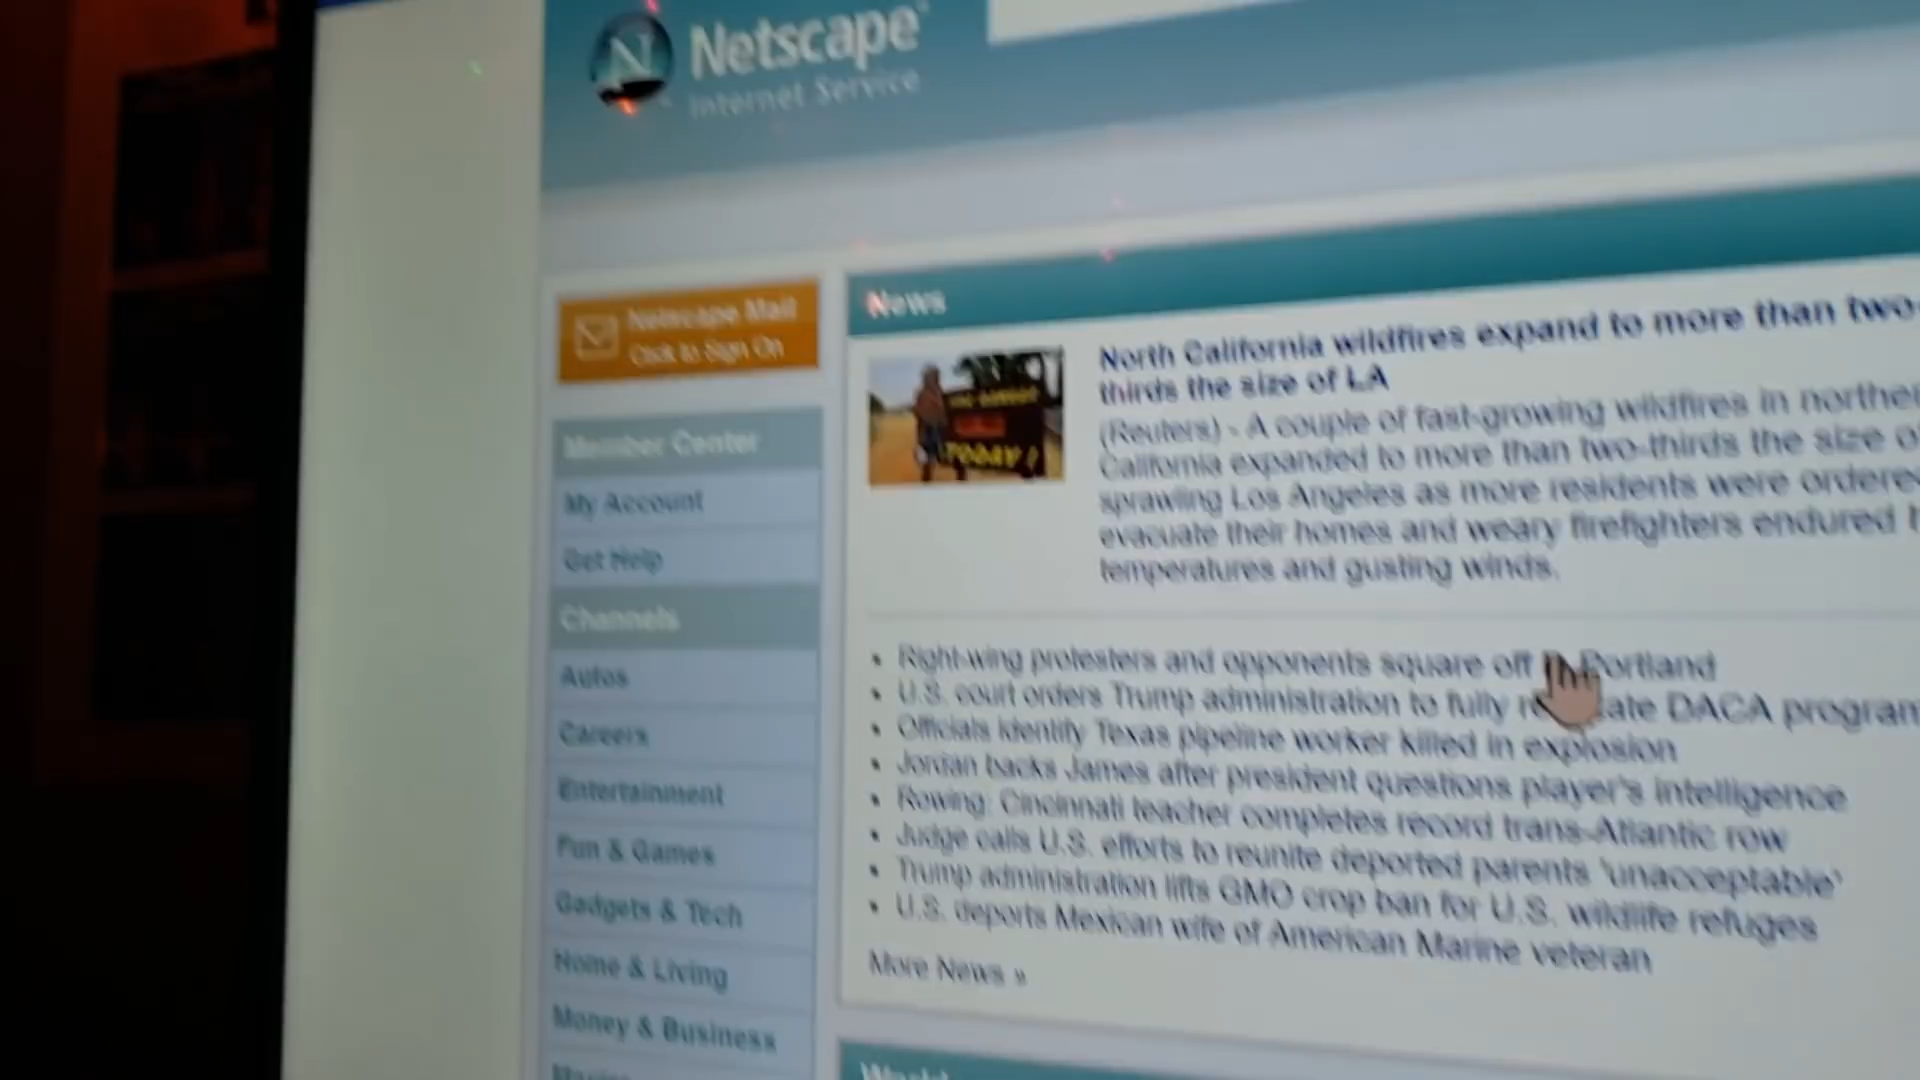 N Netscape
Internet Service
Netscape Mail
Click to Sign On
Member Center
My Account
Get Help
Channels
Autos
Careers
Entertainment
Fun & Games
Gadgets & Tech
Home & Living
Money & Business
News
North California wildfires expand to more than two-
thirds the size of LA
(Reuters) - A couple of fast-growing wildfires in norther
California expanded to more than two-thirds the size o
sprawling Los Angeles as more residents were ordere
evacuate their homes and weary firefighters endured
temperatures and gusting winds.
TODAY!
• Right-wing protesters and opponents square off in Portland
• U.S. court orders Trump administration to fully DACA program
• Officials identify Texas pipeline worker killed in explosion
• Jordan backs James after president questions player's intelligence
• Rowing: Cincinnati teacher completes record trans-Atlantic row
• Judge calls U.S. efforts to reunite deported parents 'unacceptable'
• Trump administration lifts GMO crop ban for U.S. wildlife refuges
• U.S. deports Mexican wife of American Marine veteran
More News »
World